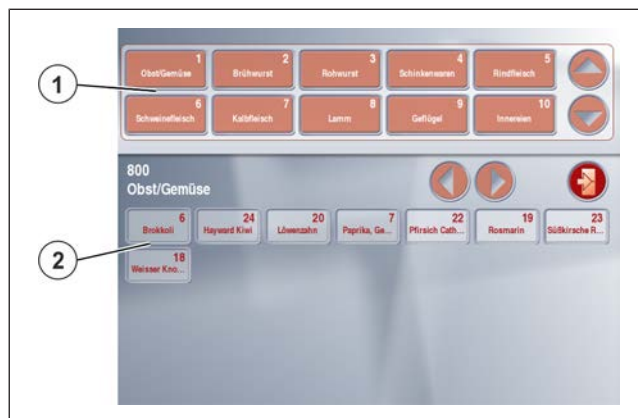 1
Obst/Gemüse
2
Brühwurst
3
Rohwurst
4
Schinkenwaren
5
Rindfleisch
1
6
Schweinefleisch
7
Kalbfleisch
8
Lamm
9
Geflügel
10
Innereien
800
Obst/Gemüse
6
Brokkoli
24
Hayward Kiwi
20
Löwenzahn
7
Paprika, Ge...
22
Pfirsich Cath...
19
Rosmarin
23
Süßkirsche R...
2
18
Weisser Kno...